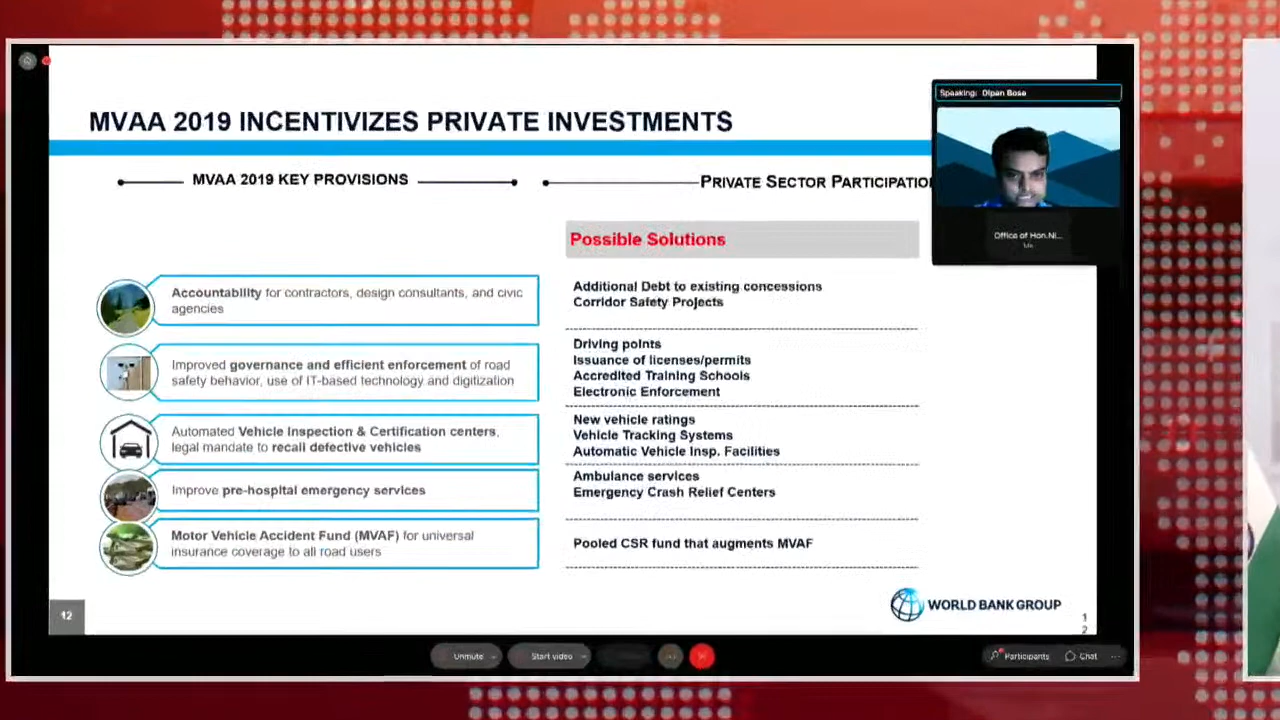 MVAA 2019 INCENTIVIZES PRIVATE INVESTMENTS
Speaking: Dipan Bose
Office of Hon.Ni...
MVAA 2019 KEY PROVISIONS
PRIVATE SECTOR PARTICIPATIO
Possible Solutions
Accountability for contractors, design consultants, and civic
agencies
Additional Debt to existing concessions
Corridor Safety Projects
Improved governance and efficient enforcement of road
safety behavior, use of IT-based technology and digitization
Driving points
Issuance of licenses/permits
Accredited Training Schools
Electronic Enforcement
Automated Vehicle Inspection & Certification centers,
legal mandate to recall defective vehicles
New vehicle ratings
Vehicle Tracking Systems
Automatic Vehicle Insp. Facilities
Improve pre-hospital emergency services
Ambulance services
Emergency Crash Relief Centers
Motor Vehicle Accident Fund (MVAF) for universal
insurance coverage to all road users
Pooled CSR fund that augments MVAF
WORLD BANK GROUP
12
1
2
Unmute
Start video
Participants
Chat